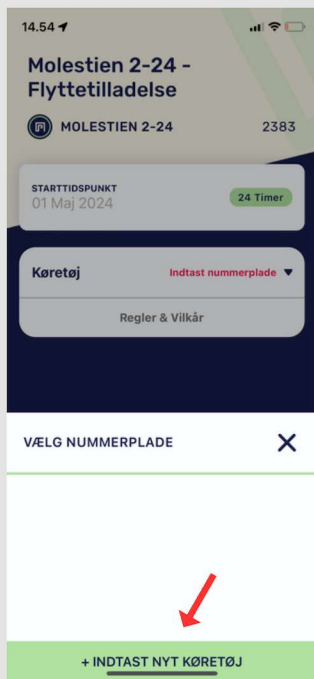 14.54
Molestien 2-24 -
Flyttetilladelse
MOLESTIEN 2-24
2383
STARTTIDSPUNKT
01 Maj 2024
24 Timer
Køretøj
Indtast nummerplade
Regler & Vilkår
VÆLG NUMMERPLADE
+ INDTAST NYT KØRETØJ